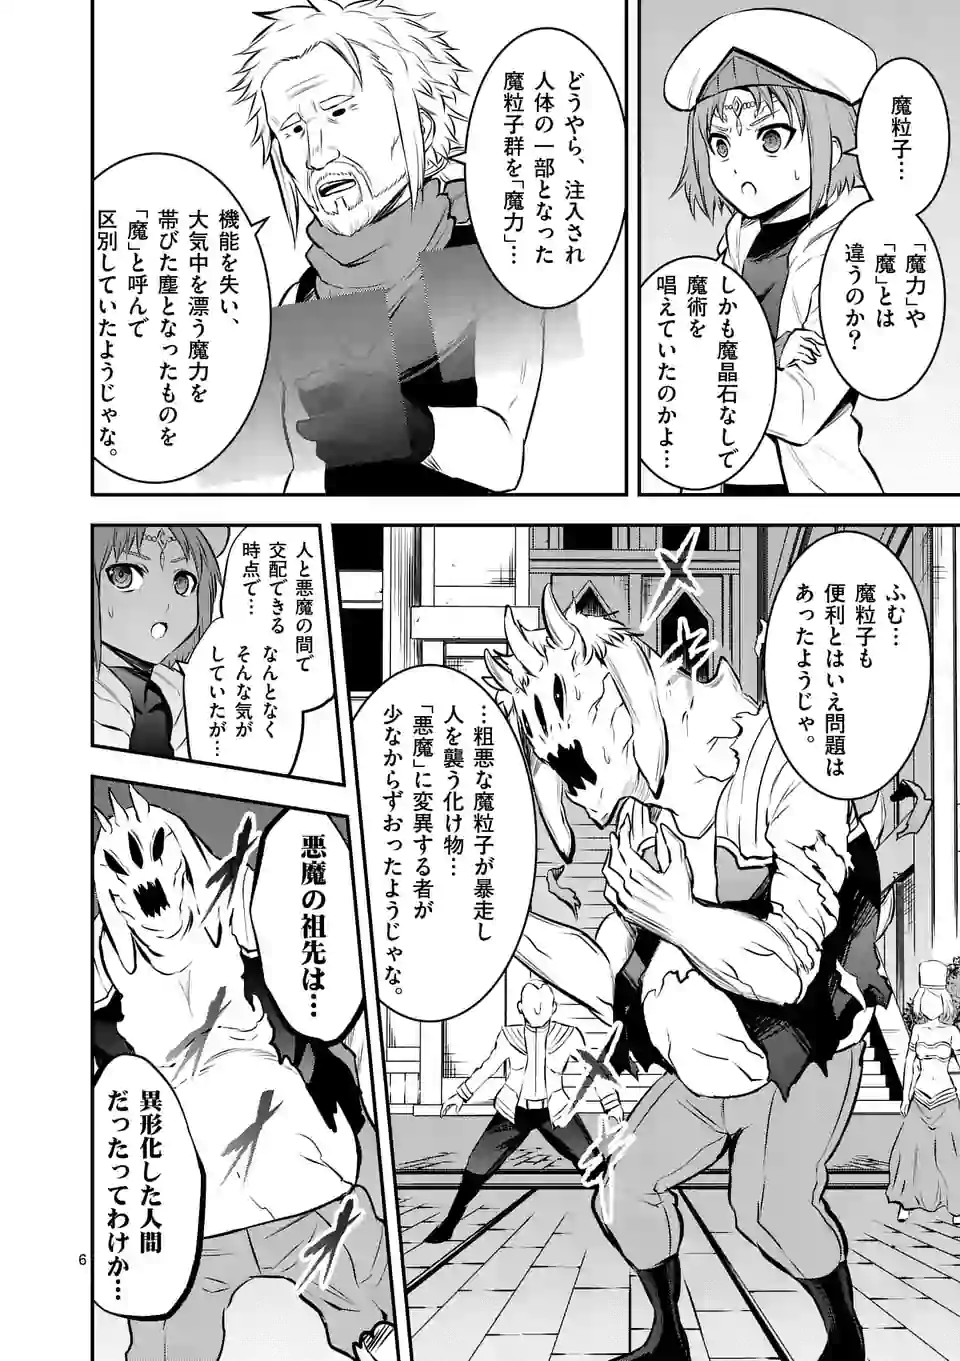 魔粒子…
「魔力」や
「魔」とは
違うのか?
しかも魔晶石なしで
魔術を
唱えていたのかよ…
どうやら、注入され
人体の一部となった
魔粒子群を「魔力」…
機能を失い、
大気中を漂う魔力を
帯びた塵となったものを
「魔」と呼んで
区別していたようじゃな。
ふむ…
魔粒子も
便利とはいえ問題は
あったようじゃ。
…粗悪な魔粒子が暴走し
人を襲う化け物…
「悪魔」に変異する者が
少なからずおったようじゃな。
人と悪魔の間で
交配できる
時点で…
なんとなく
そんな気が
していたが…
悪魔の祖先は…
異形化した人間
だったってわけか…
6